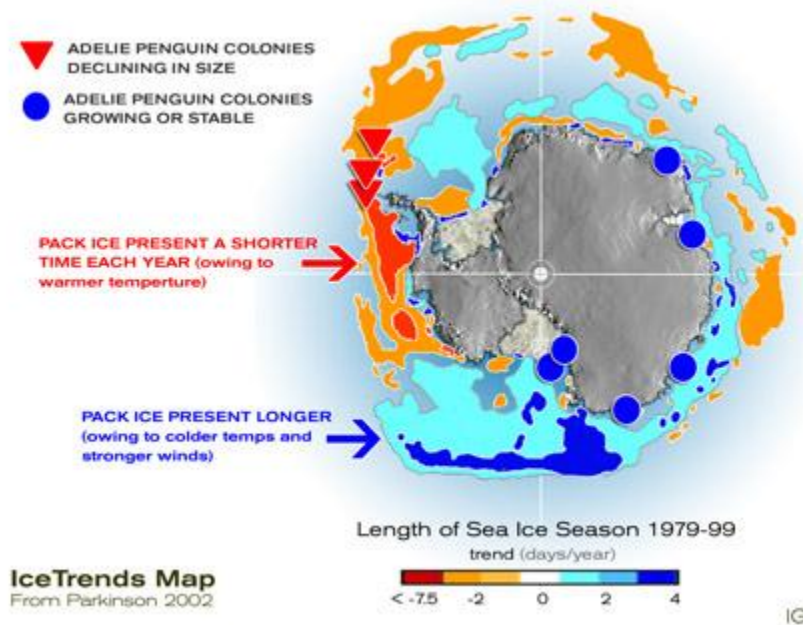 ADELIE PENGUIN COLONIES
DECLINING IN SIZE
ADELIE PENGUIN COLONIES
GROWING OR STABLE
PACK ICE PRESENT A SHORTER
TIME EACH YEAR (owing to
warmer temperture)
PACK ICE PRESENT LONGER
(owing to colder temps and
stronger winds)
Length of Sea Ice Season 1979-99
trend (days/year)
< -7.5 -2 0 2 4
IceTrends Map
From Parkinson 2002
IG